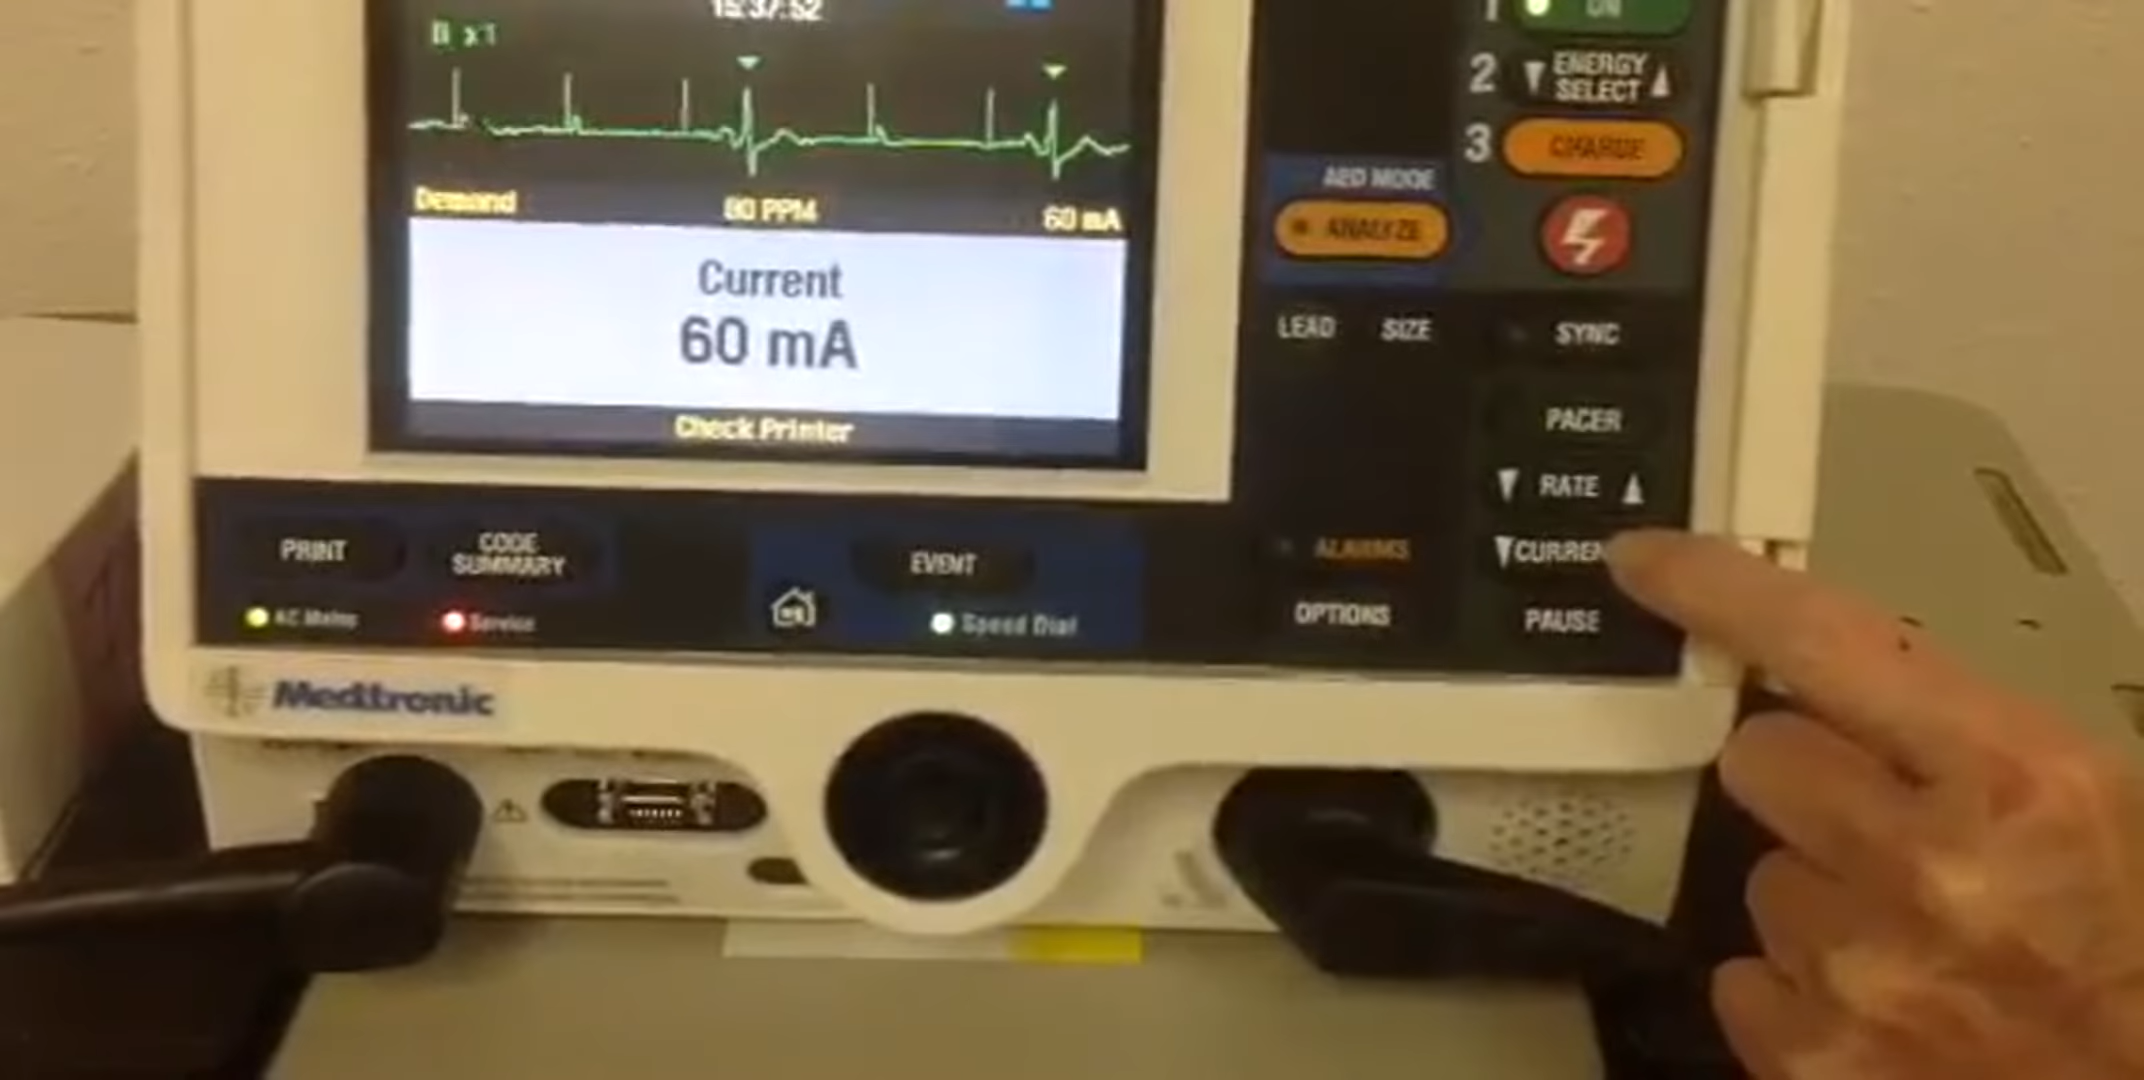 15:37:52
x1
ON
1
2
ENERGY
SELECT
3
CHARGE
Demand
80 PPM
60 mA
Current
60 mA
Check Printer
AED MODE
ANALYZE
LEAD
SIZE
SYNC
PACER
RATE
CURREN
PAUSE
ALARMS
OPTIONS
PRINT
CODE
SUMMARY
EVENT
AC Mains
Service
Speed Dial
Medtronic